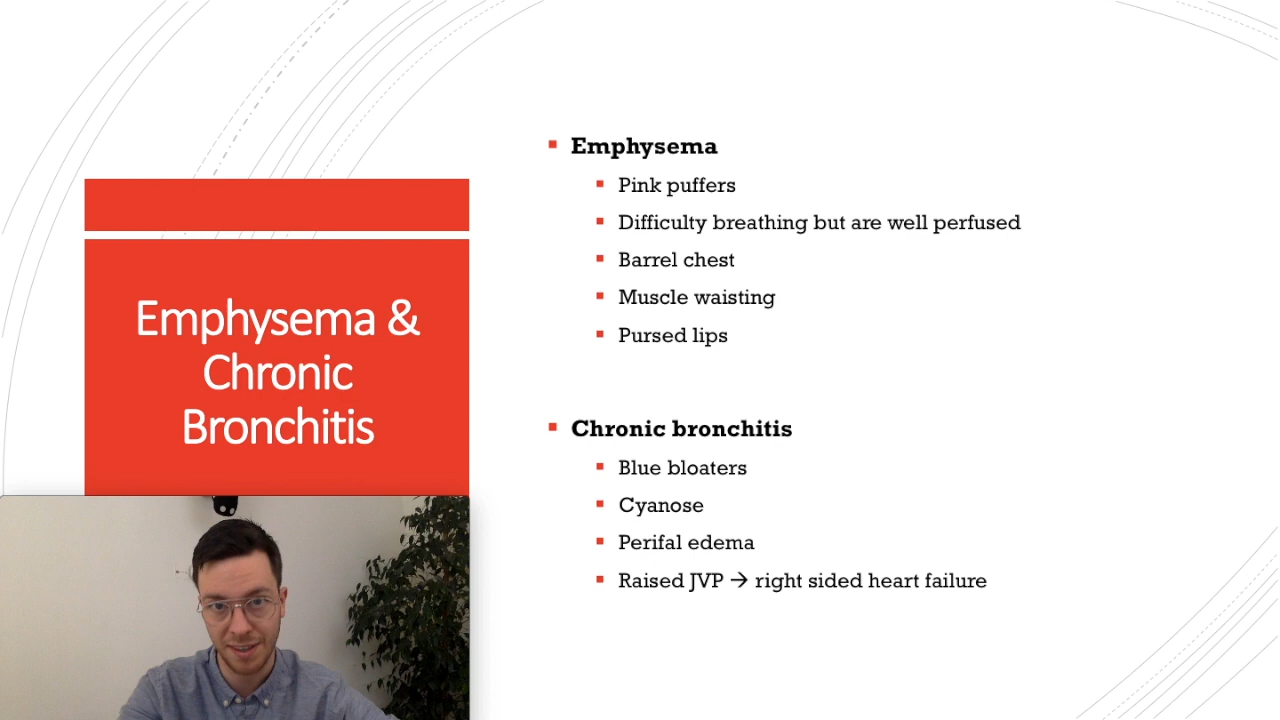 Emphysema &
Chronic
Bronchitis
Emphysema
Pink puffers
Difficulty breathing but are well perfused
Barrel chest
Muscle waisting
Pursed lips
Chronic bronchitis
Blue bloaters
Cyanose
Perifal edema
Raised JVP → right sided heart failure